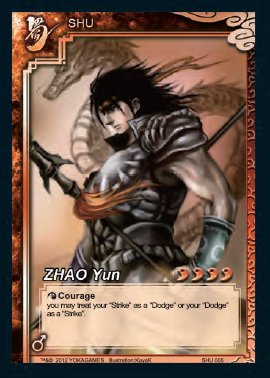 蜀 SHU
ZHAO Yun
Courage
you may treat your "Strike" as a "Dodge" or your "Dodge"
as a "Strike".
™&© 2012 YOKAGAMES Illustration:KayaK SHU 005